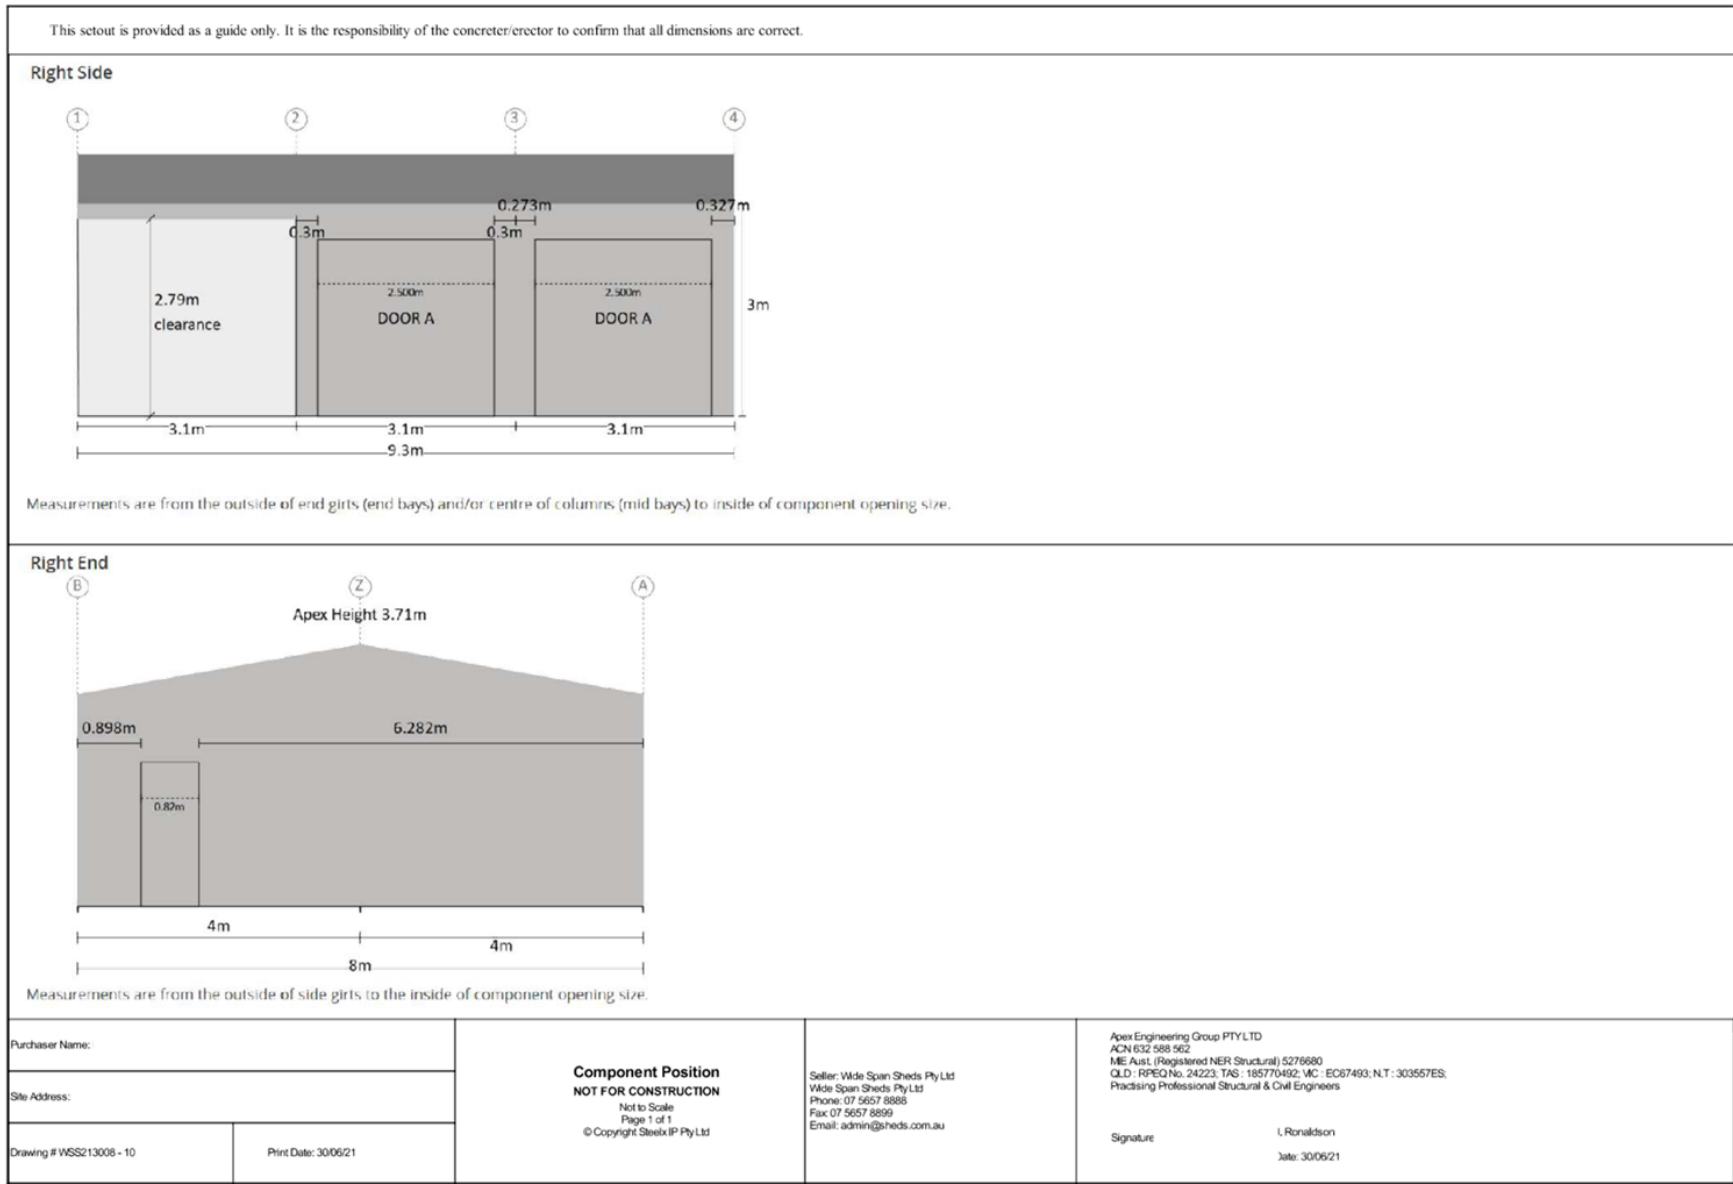 This setout is provided as a guide only. It is the responsibility of the concreter/erector to confirm that all dimensions are correct.
Right Side
1 2 3 4
0.273m 0.327m
0.3m 0.3m
2.500m 2.500m
2.79m
clearance
DOOR A DOOR A
3m
3.1m 3.1m 3.1m
9.3m
Measurements are from the outside of end girts (end bays) and/or centre of columns (mid bays) to inside of component opening size.
Right End
B Z A
Apex Height 3.71m
0.898m 6.282m
0.82m
4m
4m
8m
Measurements are from the outside of side girts to the inside of component opening size.
Purchaser Name:
Site Address:
Drawing # WSS213008 - 10
Print Date: 30/06/21
Component Position
NOT FOR CONSTRUCTION
Not to Scale
Page 1 of 1
© Copyright Steelx IP Pty Ltd
Seller: Wide Span Sheds Pty Ltd
Wide Span Sheds Pty Ltd
Phone: 07 5657 8888
Fax: 07 5657 8899
Email: admin@sheds.com.au
Apex Engineering Group PTY LTD
ACN 632 588 562
MIE Aust. (Registered NER Structural) 5276680
QLD : RPEQ No. 24223; TAS : 185770492; VIC : EC67493; N.T : 303557ES;
Practising Professional Structural & Civil Engineers
Signature
Ronaldson
Date: 30/06/21